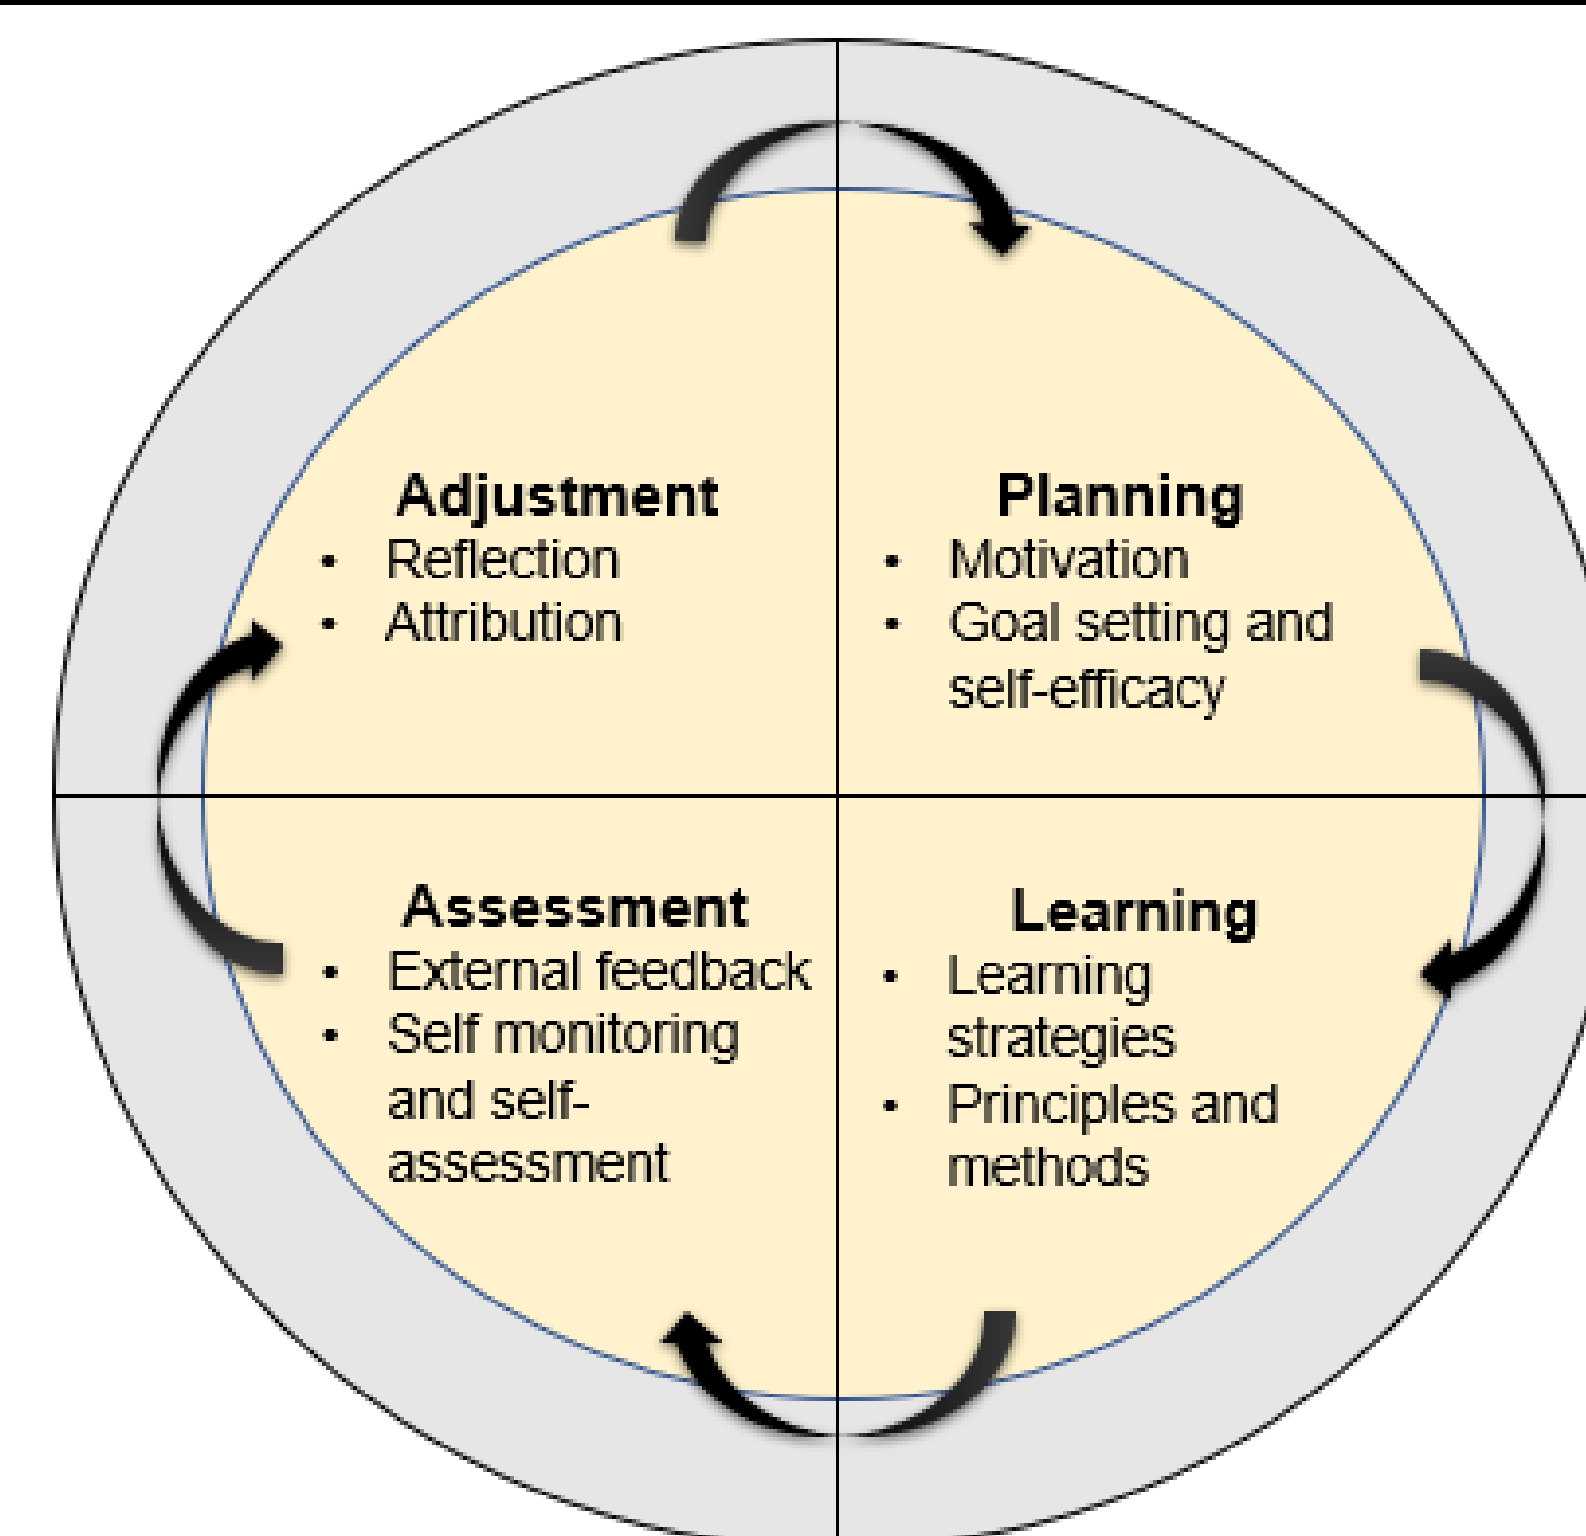 Adjustment
• Reflection
• Attribution
Planning
• Motivation
• Goal setting and
self-efficacy
Assessment
• External feedback
• Self monitoring
and self-
assessment
Learning
• Learning
strategies
• Principles and
methods